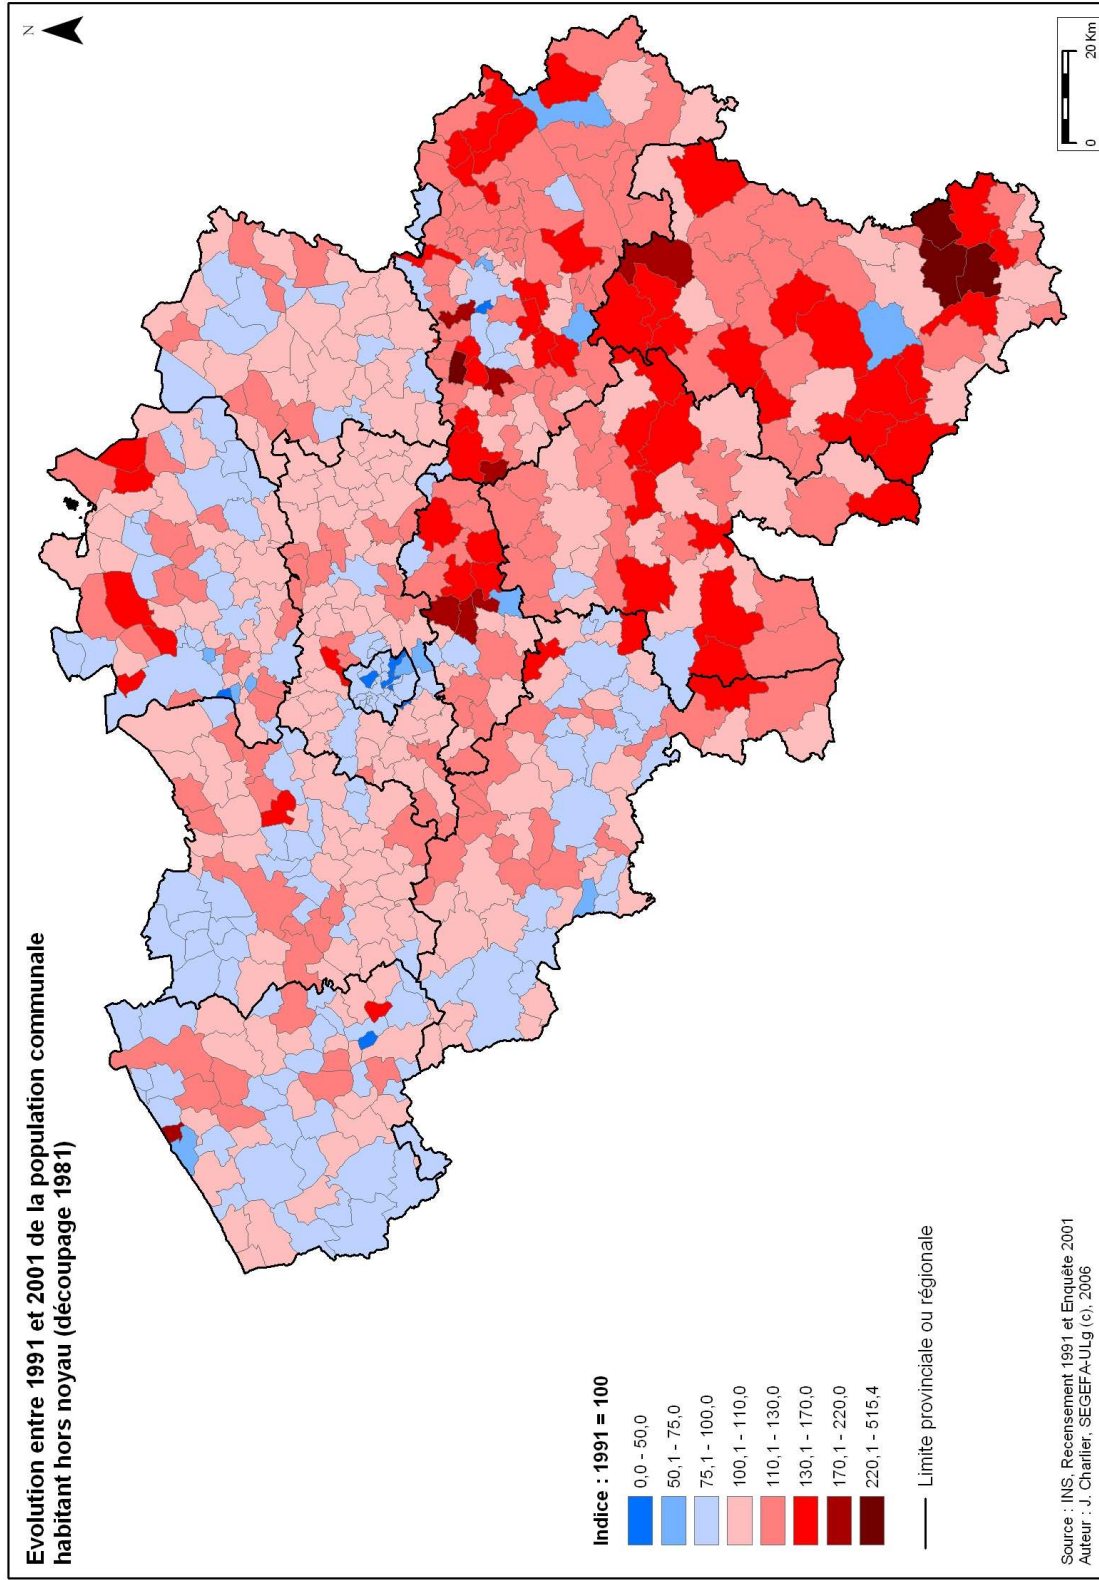 Evolution entre 1991 et 2001 de la population communale
habitant hors noyau (découpage 1981)
N
Indice : 1991 = 100
0,0 - 50,0
50,1 - 75,0
75,1 - 100,0
100,1 - 110,0
110,1 - 130,0
130,1 - 170,0
170,1 - 220,0
220,1 - 515,4
Limite provinciale ou régionale
Source : INS, Recensement 1991 et Enquête 2001
Auteur : J. Charlier, SEGEFA-ULg (c), 2006
0 20 Km